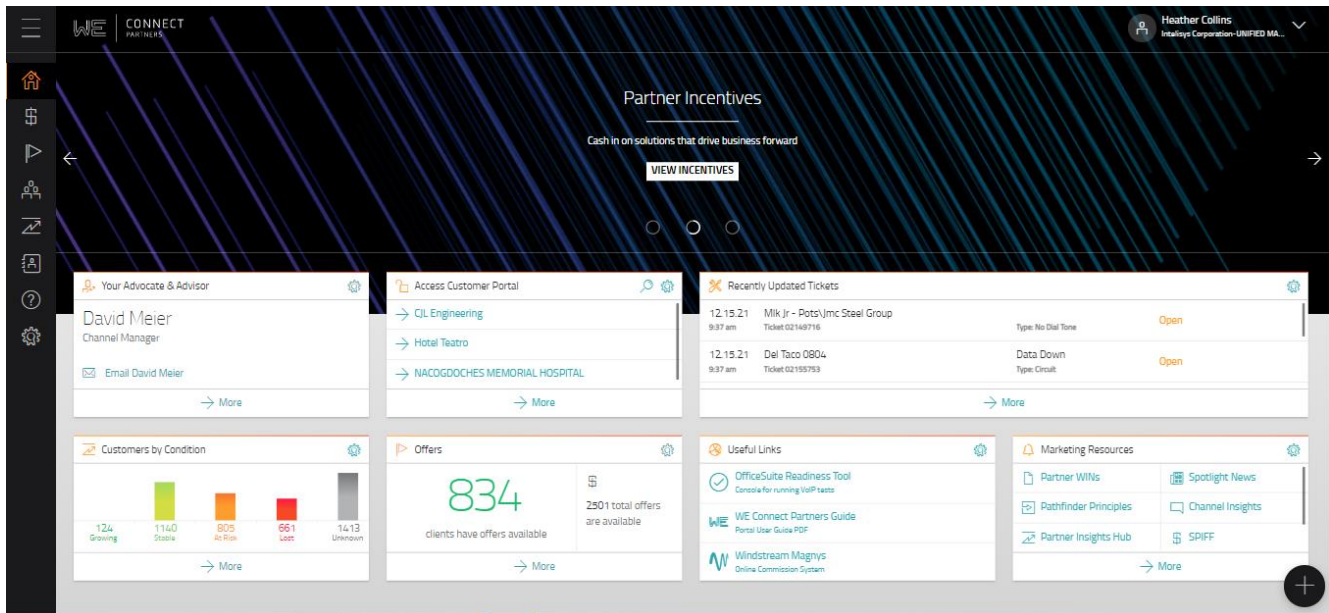 WE CONNECT
PARTNERS
Heather Collins
Intelisys Corporation-UNIFIED MA...
Partner Incentives
Cash in on solutions that drive business forward
VIEW INCENTIVES
Your Advocate & Advisor
David Meier
Channel Manager
Email David Meier
More
Access Customer Portal
CJL Engineering
Hotel Teatro
NACOGDOCHES MEMORIAL HOSPITAL
More
Recently Updated Tickets
12.15.21 Mlk Jr - Pots\Jmc Steel Group Open
9:37 am Ticket 02149716 Type: No Dial Tone
12.15.21 Del Taco 0804 Data Down Open
9:37 am Ticket 02155753 Type: Circuit
More
Customers by Condition
124 1140 805 661 1413
Growing Stable At Risk Lost Unknown
More
Offers
834
clients have offers available
$
2501 total offers
are available
More
Useful Links
OfficeSuite Readiness Tool
Console for running VoIP tests
WE WE Connect Partners Guide
Portal User Guide PDF
Windstream Magnys
Online Commission System
Marketing Resources
Partner WINs Spotlight News
Pathfinder Principles Channel Insights
Partner Insights Hub SPIFF
More